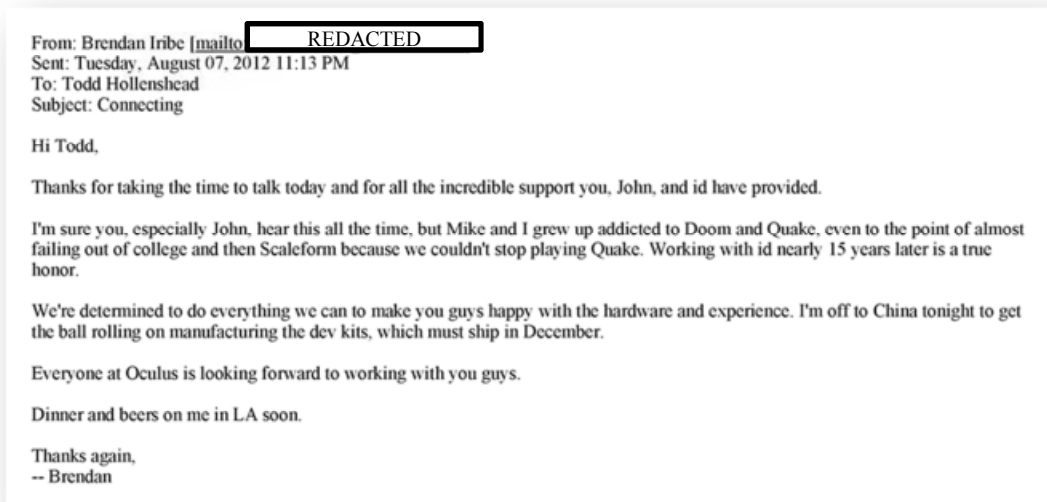 From: Brendan Iribe [mailto REDACTED
Sent: Tuesday, August 07, 2012 11:13 PM
To: Todd Hollenshead
Subject: Connecting
Hi Todd,
Thanks for taking the time to talk today and for all the incredible support you, John, and id have provided.
I'm sure you, especially John, hear this all the time, but Mike and I grew up addicted to Doom and Quake, even to the point of almost
failing out of college and then Scaleform because we couldn't stop playing Quake. Working with id nearly 15 years later is a true
honor.
We're determined to do everything we can to make you guys happy with the hardware and experience. I'm off to China tonight to get
the ball rolling on manufacturing the dev kits, which must ship in December.
Everyone at Oculus is looking forward to working with you guys.
Dinner and beers on me in LA soon.
Thanks again,
-- Brendan